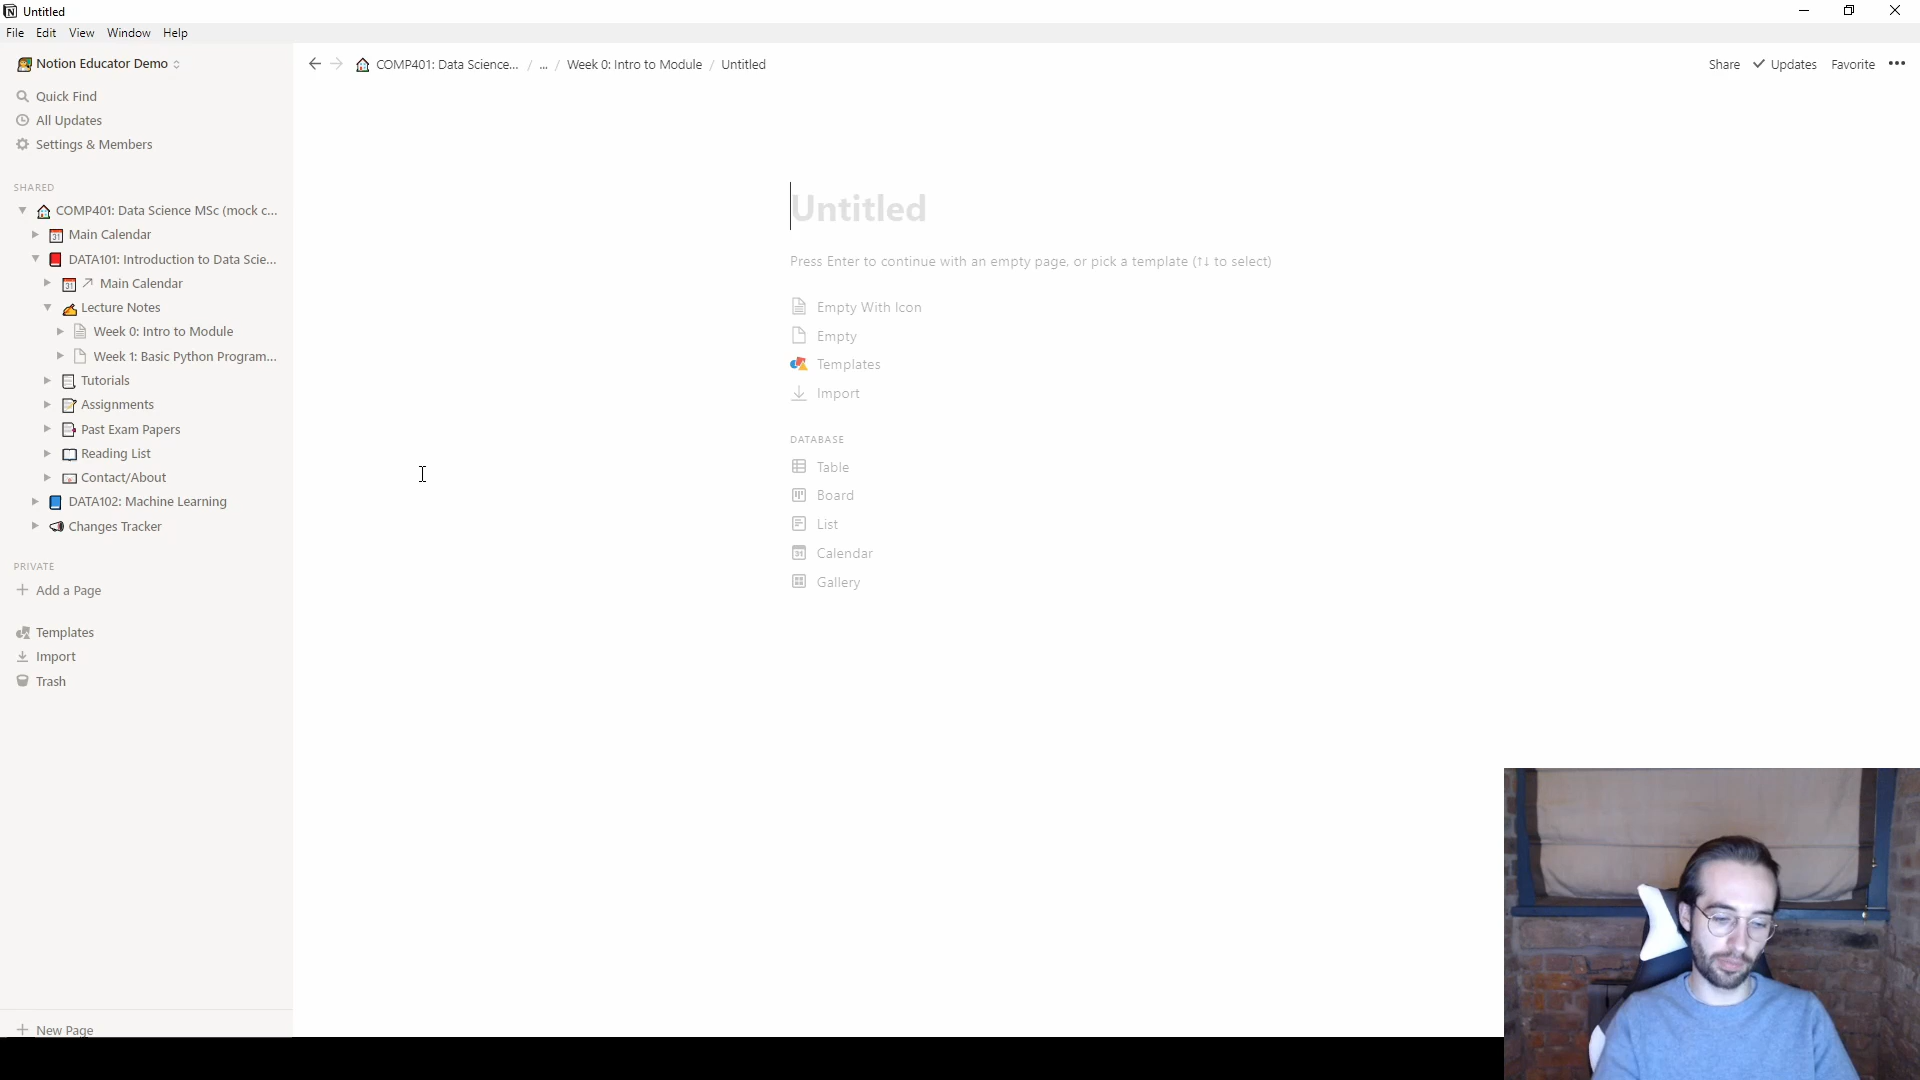 Untitled
File Edit View Window Help
Notion Educator Demo
Quick Find
All Updates
Settings & Members
SHARED
COMP401: Data Science MSc (mock c...
Main Calendar
DATA101: Introduction to Data Scie...
Main Calendar
Lecture Notes
Week 0: Intro to Module
Week 1: Basic Python Program...
Tutorials
Assignments
Past Exam Papers
Reading List
Contact/About
DATA102: Machine Learning
Changes Tracker
PRIVATE
Add a Page
Templates
Import
Trash
New Page
COMP401: Data Science... / ... / Week 0: Intro to Module / Untitled
Share Updates Favorite
Untitled
Press Enter to continue with an empty page, or pick a template (↑↓ to select)
Empty With Icon
Empty
Templates
Import
DATABASE
Table
Board
List
Calendar
Gallery